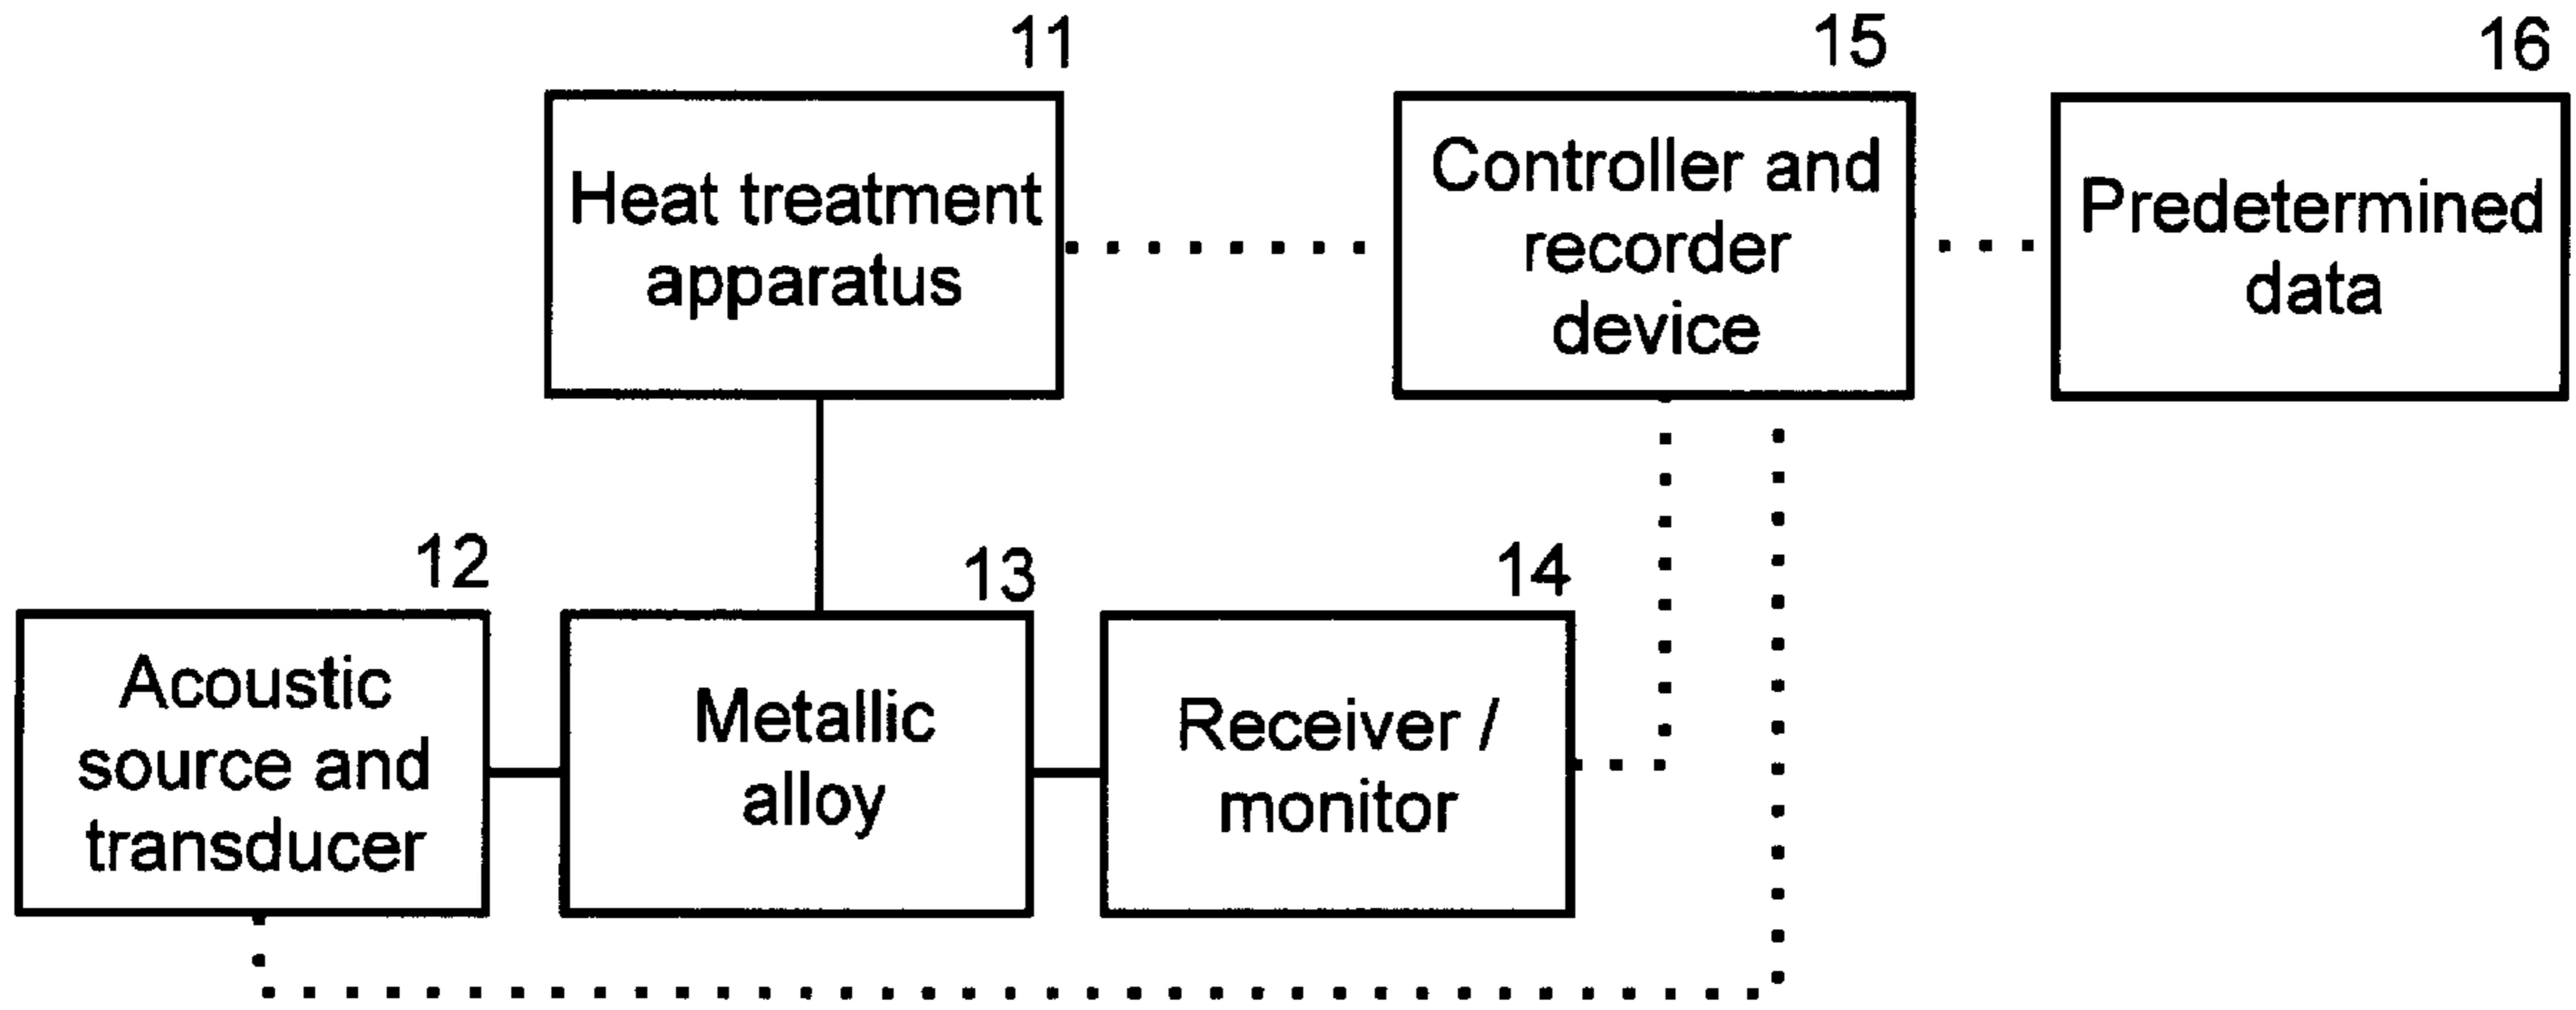 11
Heat treatment
apparatus
15
Controller and
recorder
device
16
Predetermined
data
12
Acoustic
source and
transducer
13
Metallic
alloy
14
Receiver /
monitor